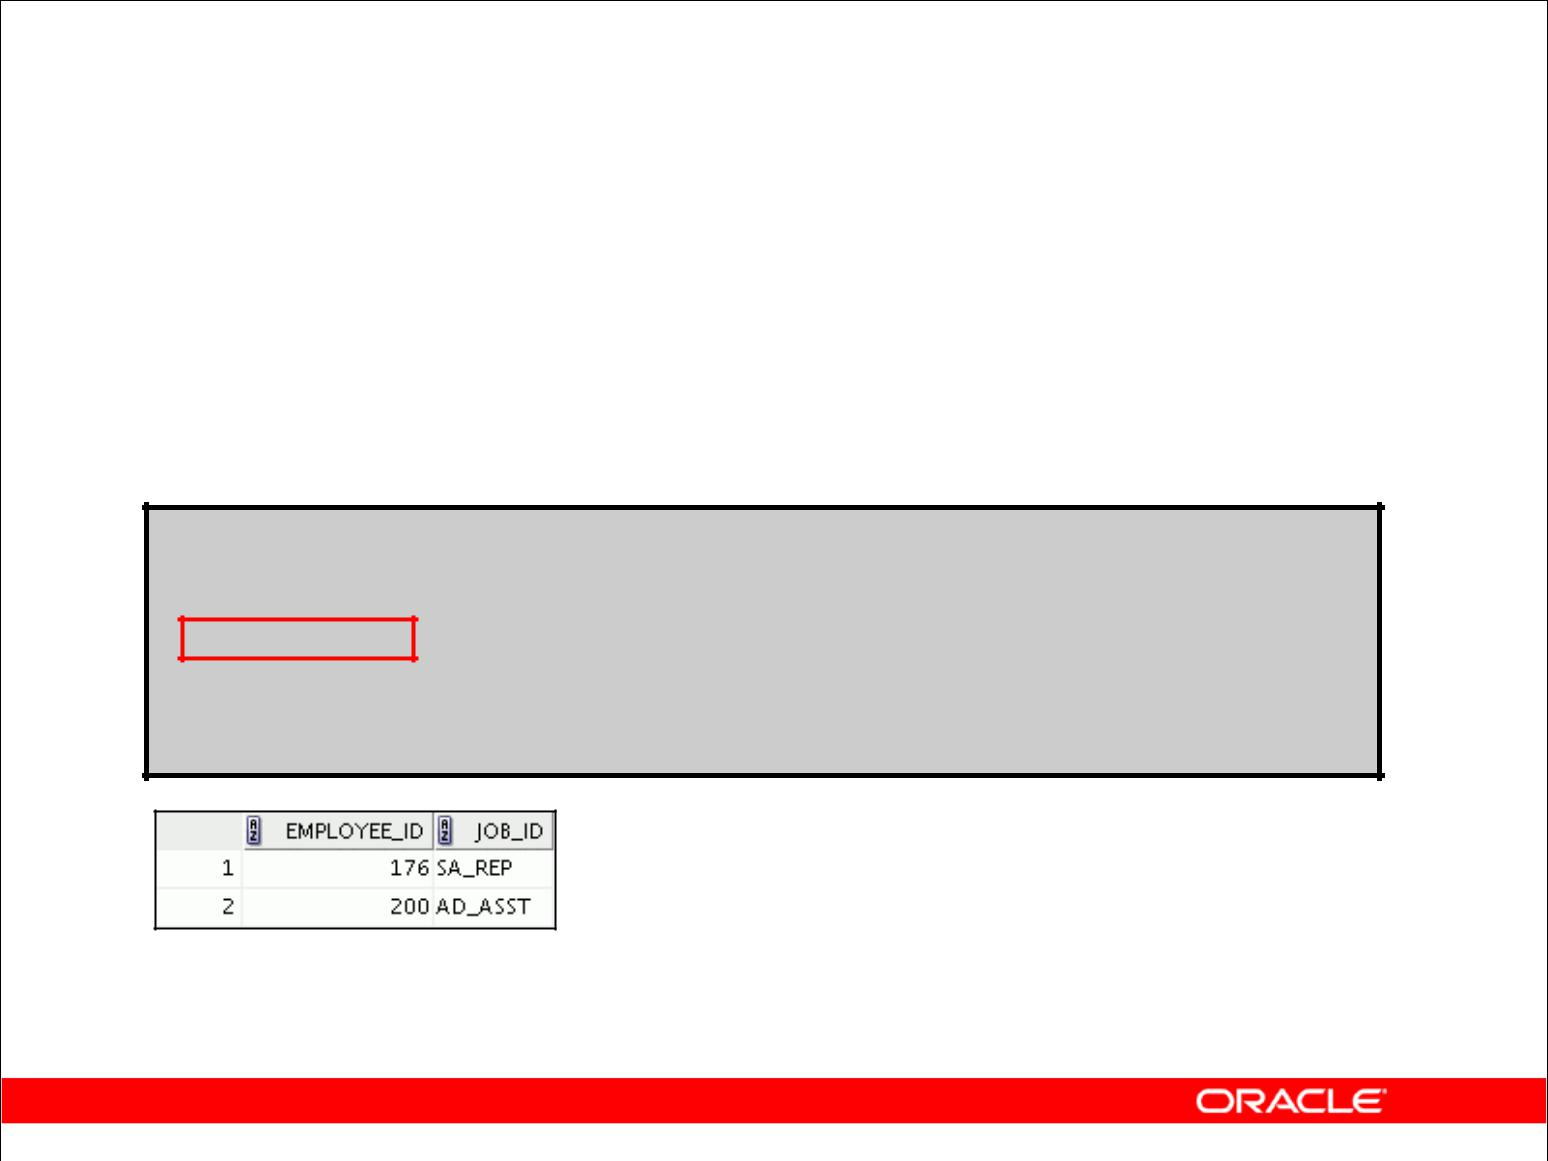 EMPLOYEE_ID JOB_ID
1 176 SA_REP
2 200 AD_ASST
ORACLE